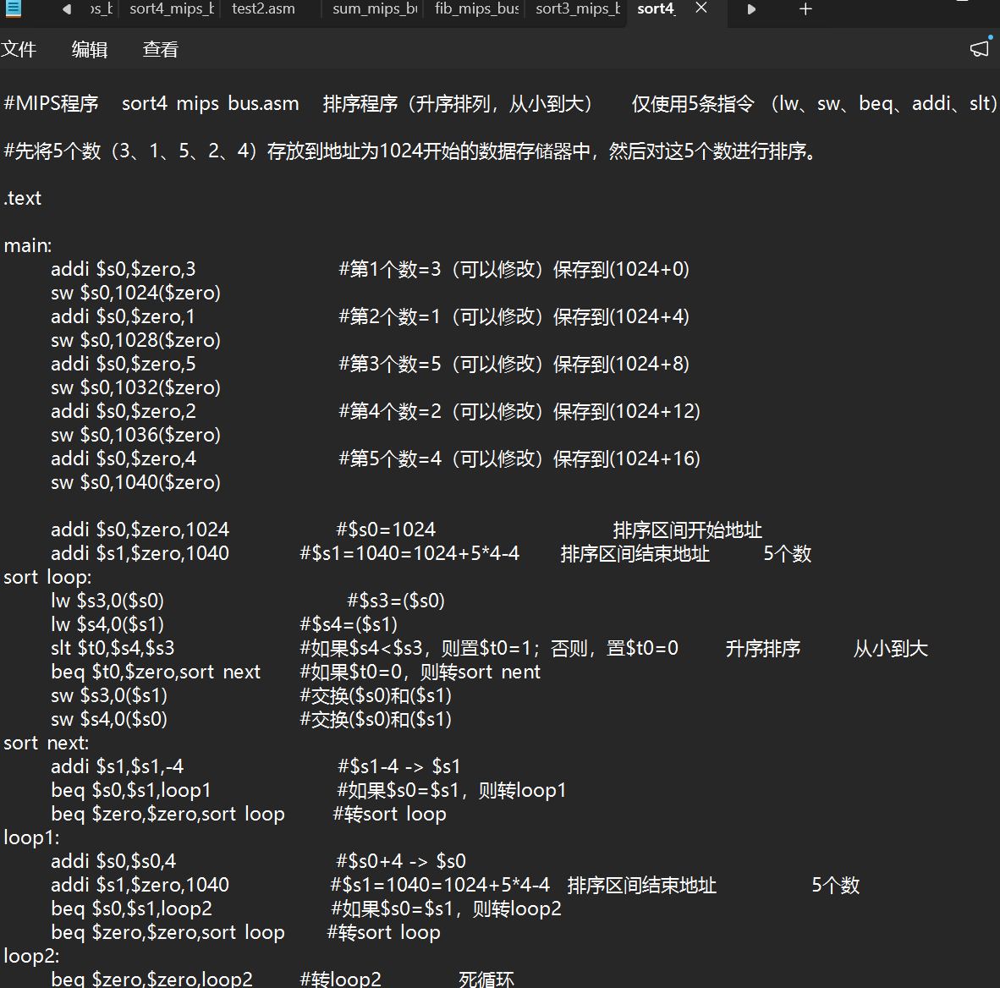 sort4_mips_b test2.asm sum_mips_bu fib_mips_bus sort3_mips_b sort4_
文件 编辑 查看
#MIPS程序 sort4 mips bus.asm 排序程序（升序排列，从小到大） 仅使用5条指令 （lw、sw、beq、addi、slt）
#先将5个数（3、1、5、2、4）存放到地址为1024开始的数据存储器中，然后对这5个数进行排序。
.text
main:
addi $s0,$zero,3 #第1个数=3（可以修改）保存到(1024+0)
sw $s0,1024($zero)
addi $s0,$zero,1 #第2个数=1（可以修改）保存到(1024+4)
sw $s0,1028($zero)
addi $s0,$zero,5 #第3个数=5（可以修改）保存到(1024+8)
sw $s0,1032($zero)
addi $s0,$zero,2 #第4个数=2（可以修改）保存到(1024+12)
sw $s0,1036($zero)
addi $s0,$zero,4 #第5个数=4（可以修改）保存到(1024+16)
sw $s0,1040($zero)
addi $s0,$zero,1024 #$s0=1024 排序区间开始地址
addi $s1,$zero,1040 #$s1=1040=1024+5*4-4 排序区间结束地址 5个数
sort loop:
lw $s3,0($s0) #$s3=($s0)
lw $s4,0($s1) #$s4=($s1)
slt $t0,$s4,$s3 #如果$s4<$s3，则置$t0=1；否则，置$t0=0 升序排序 从小到大
beq $t0,$zero,sort next #如果$t0=0，则转sort nent
sw $s3,0($s1) #交换($s0)和($s1)
sw $s4,0($s0) #交换($s0)和($s1)
sort next:
addi $s1,$s1,-4 #$s1-4 -> $s1
beq $s0,$s1,loop1 #如果$s0=$s1，则转loop1
beq $zero,$zero,sort loop #转sort loop
loop1:
addi $s0,$s0,4 #$s0+4 -> $s0
addi $s1,$zero,1040 #$s1=1040=1024+5*4-4 排序区间结束地址 5个数
beq $s0,$s1,loop2 #如果$s0=$s1，则转loop2
beq $zero,$zero,sort loop #转sort loop
loop2:
beq $zero,$zero,loop2 #转loop2 死循环